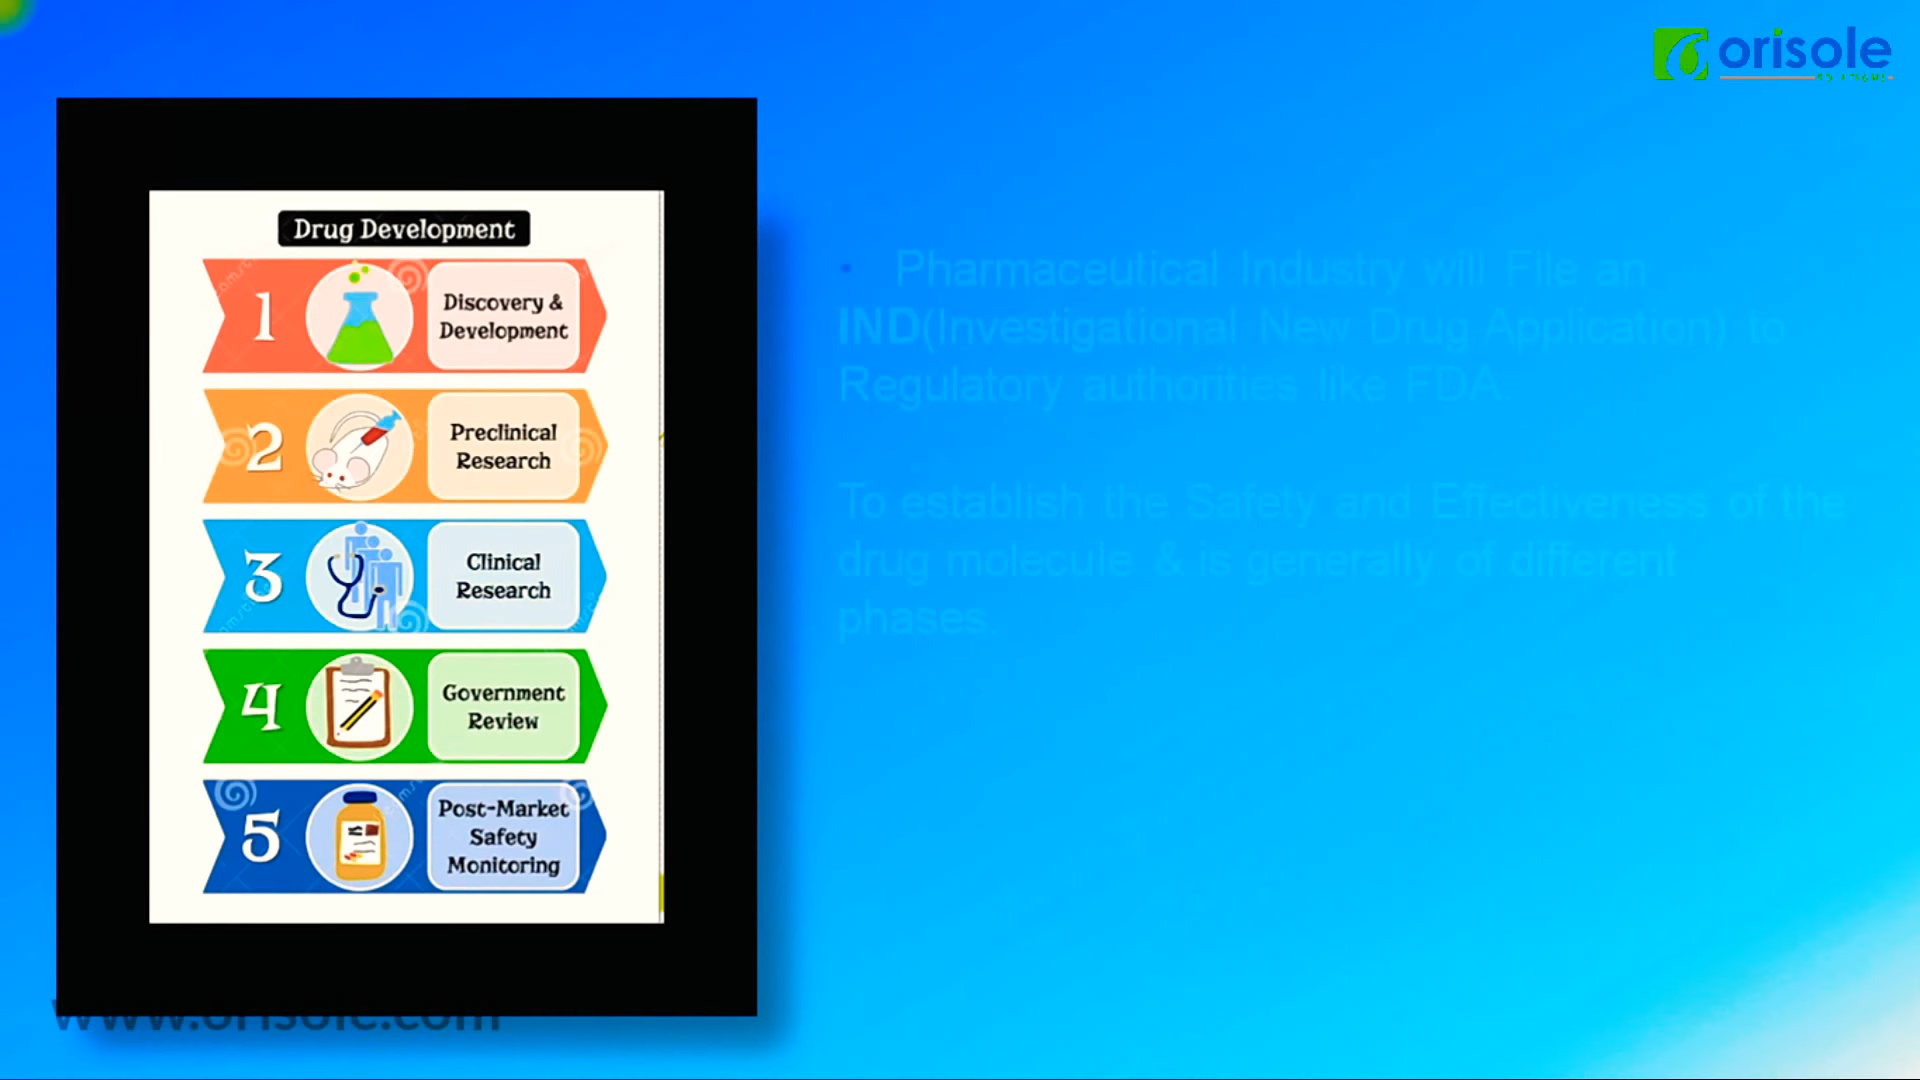 orisole
Drug Development
1
Discovery &
Development
2
Preclinical
Research
3
Clinical
Research
4
Government
Review
5
Post-Market
Safety
Monitoring
• Pharmaceutical Industry will File an
IND(Investigational New Drug Application) to
Regulatory authorities like FDA.
To establish the Safety and Effectiveness of the
drug molecule & is generally of different
phases.
www.orisole.com